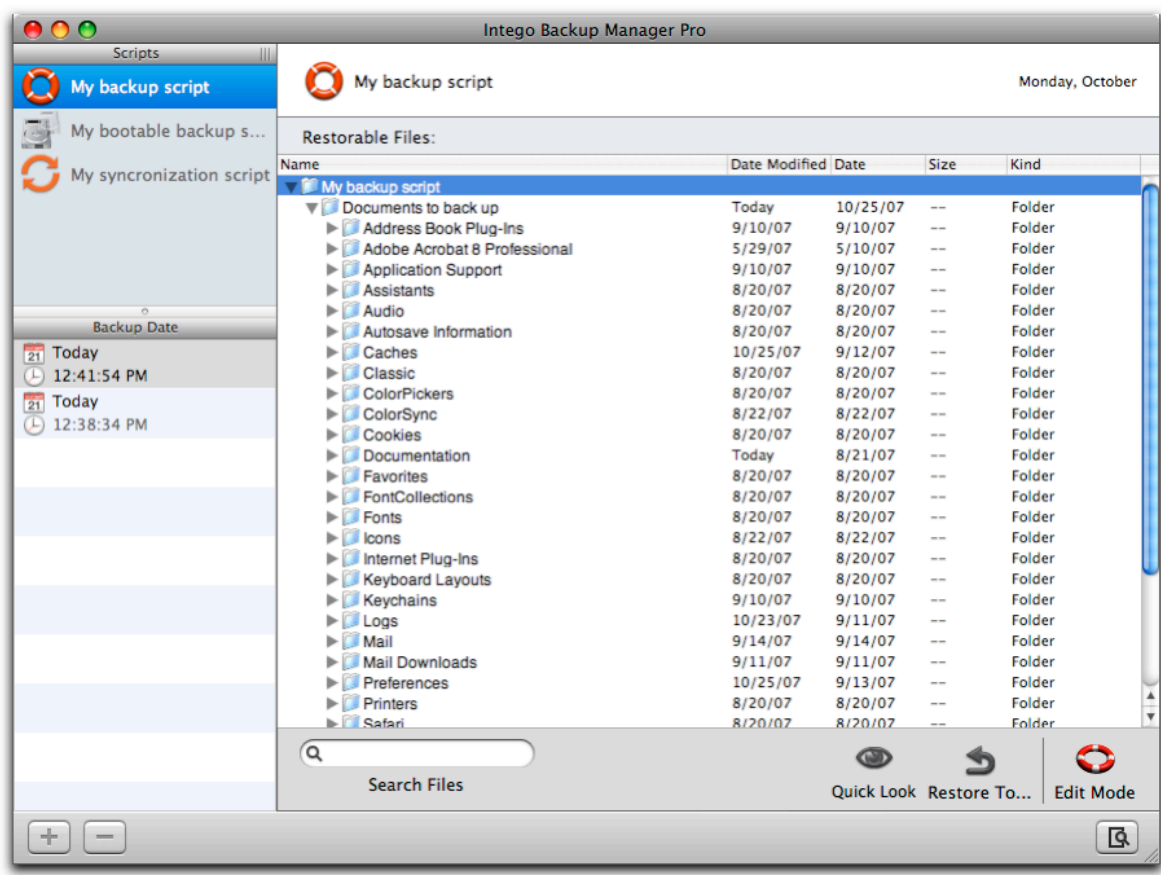 Intego Backup Manager Pro
Scripts
My backup script
My bootable backup s...
My syncronization script
Backup Date
21 Today
12:41:54 PM
21 Today
12:38:34 PM
My backup script Monday, October
Restorable Files:
Name Date Modified Date Size Kind
My backup script
Documents to back up Today 10/25/07 -- Folder
Address Book Plug-Ins 9/10/07 9/10/07 -- Folder
Adobe Acrobat 8 Professional 5/29/07 5/10/07 -- Folder
Application Support 9/10/07 9/10/07 -- Folder
Assistants 8/20/07 8/20/07 -- Folder
Audio 8/20/07 8/20/07 -- Folder
Autosave Information 8/20/07 8/20/07 -- Folder
Caches 10/25/07 9/12/07 -- Folder
Classic 8/20/07 8/20/07 -- Folder
ColorPickers 8/20/07 8/20/07 -- Folder
ColorSync 8/22/07 8/22/07 -- Folder
Cookies 8/20/07 8/20/07 -- Folder
Documentation Today 8/21/07 -- Folder
Favorites 8/20/07 8/20/07 -- Folder
FontCollections 8/20/07 8/20/07 -- Folder
Fonts 8/20/07 8/20/07 -- Folder
Icons 8/22/07 8/22/07 -- Folder
Internet Plug-Ins 8/20/07 8/20/07 -- Folder
Keyboard Layouts 8/20/07 8/20/07 -- Folder
Keychains 9/10/07 9/10/07 -- Folder
Logs 10/23/07 9/11/07 -- Folder
Mail 9/14/07 9/14/07 -- Folder
Mail Downloads 9/11/07 9/11/07 -- Folder
Preferences 10/25/07 9/13/07 -- Folder
Printers 8/20/07 8/20/07 -- Folder
Safari 8/20/07 8/20/07 -- Folder
Search Files
Quick Look Restore To... Edit Mode